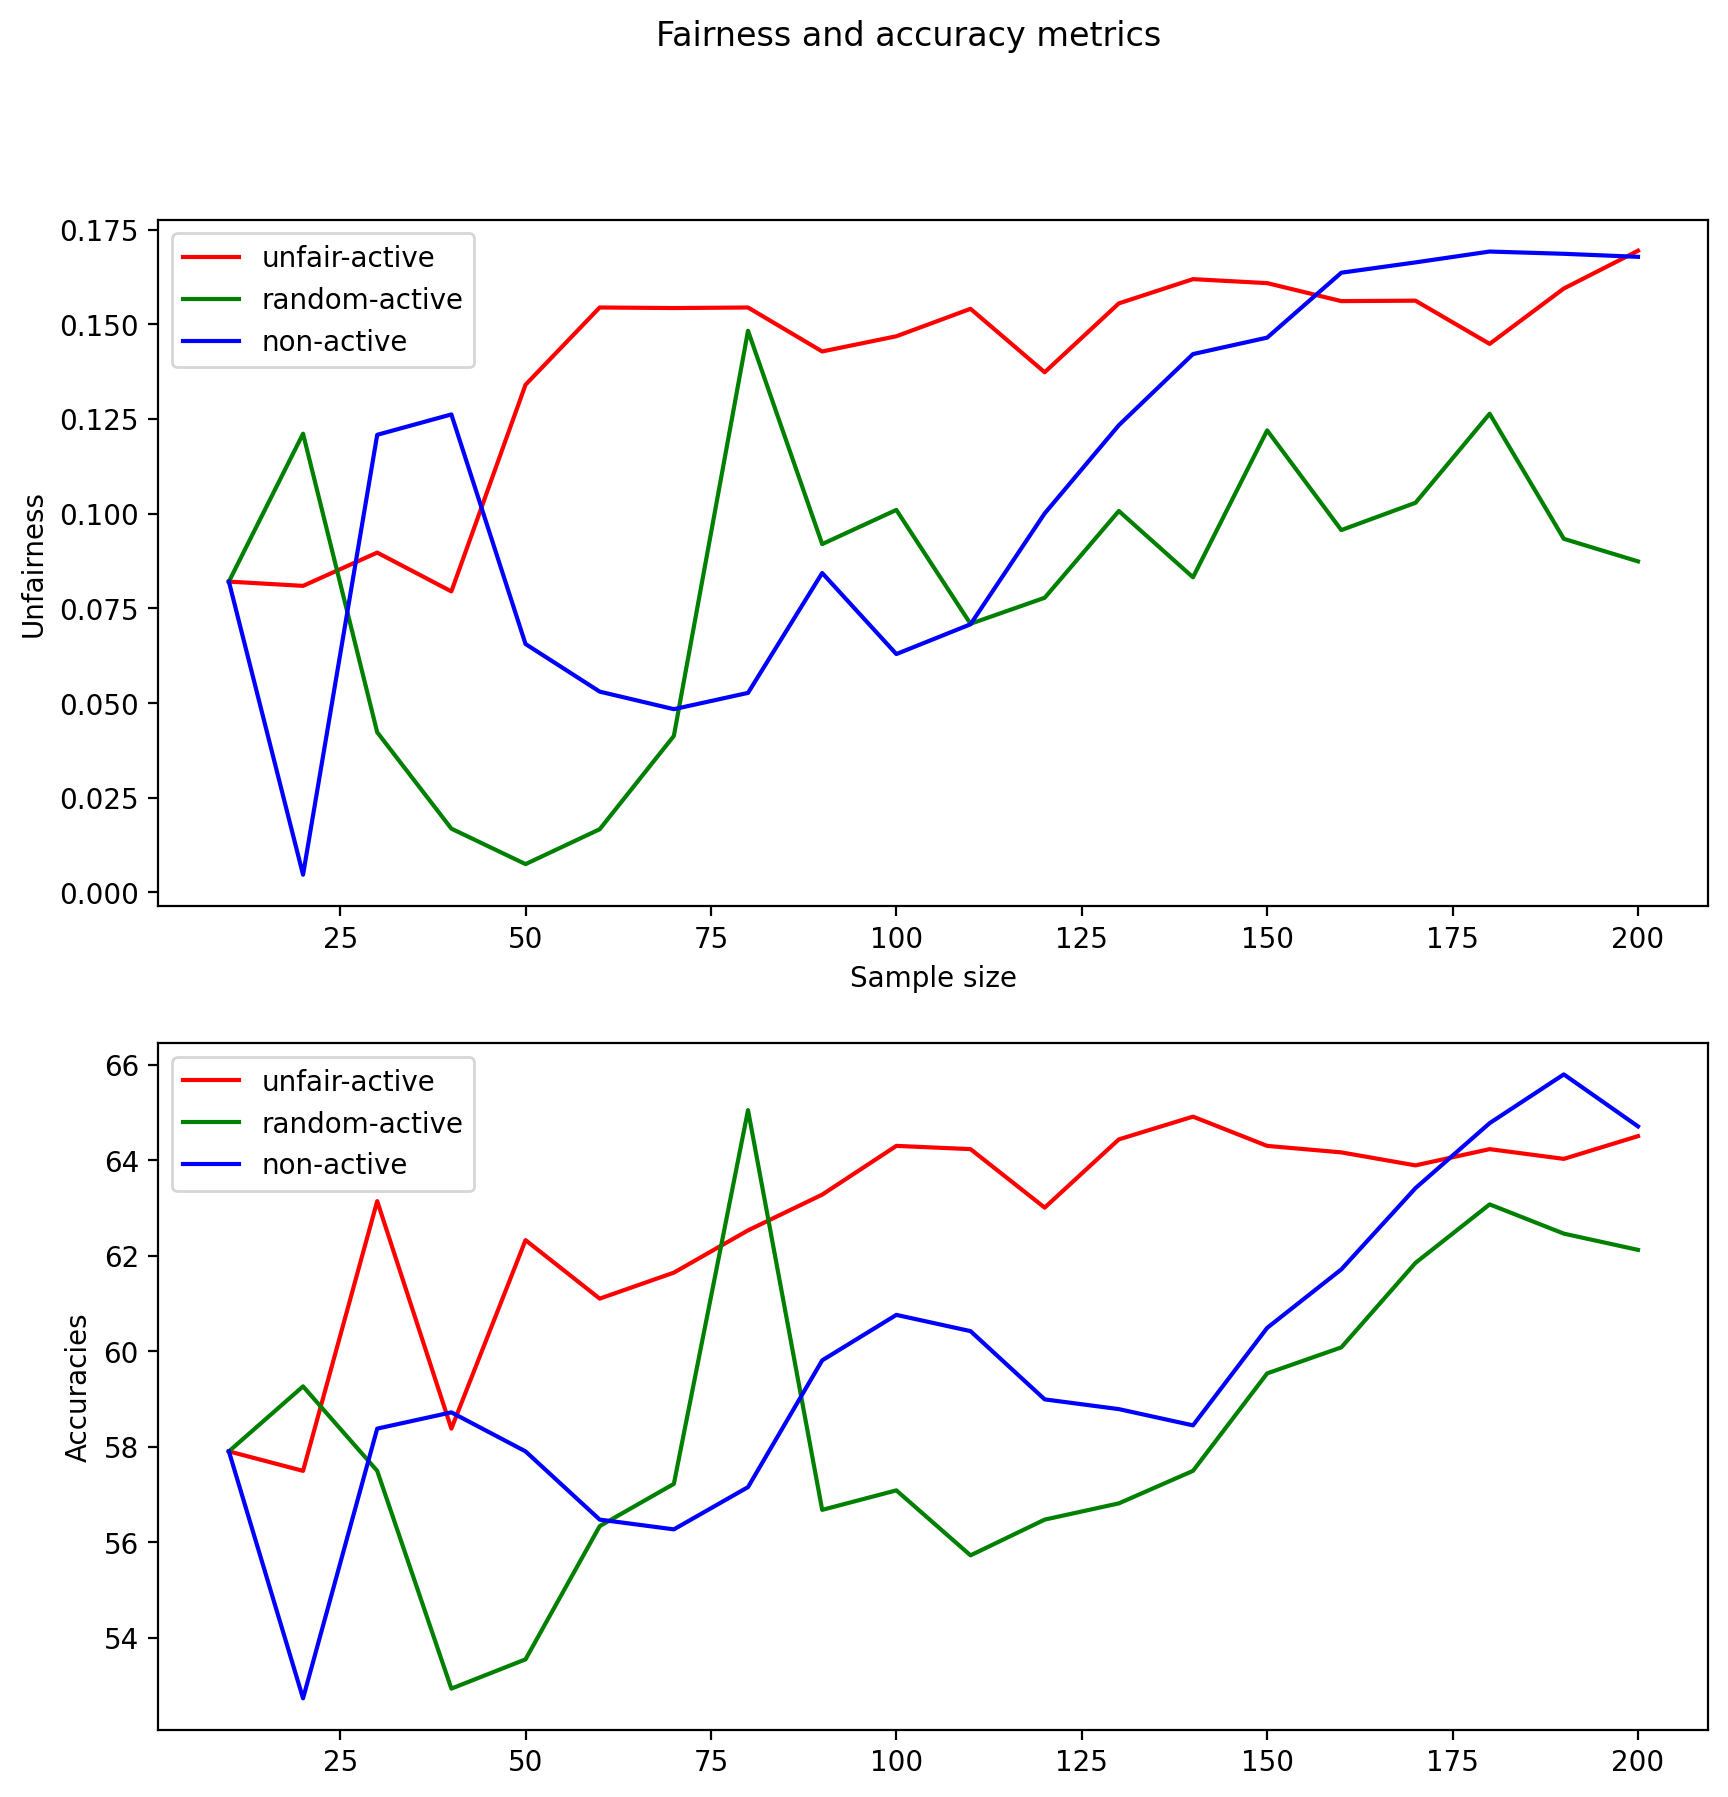 Fairness and accuracy metrics
0.175
0.150
0.125
0.100
0.075
0.050
0.025
0.000
Unfairness
unfair-active
random-active
non-active
25 50 75 100 125 150 175 200
Sample size
66
64
62
60
58
56
54
Accuracies
unfair-active
random-active
non-active
25 50 75 100 125 150 175 200